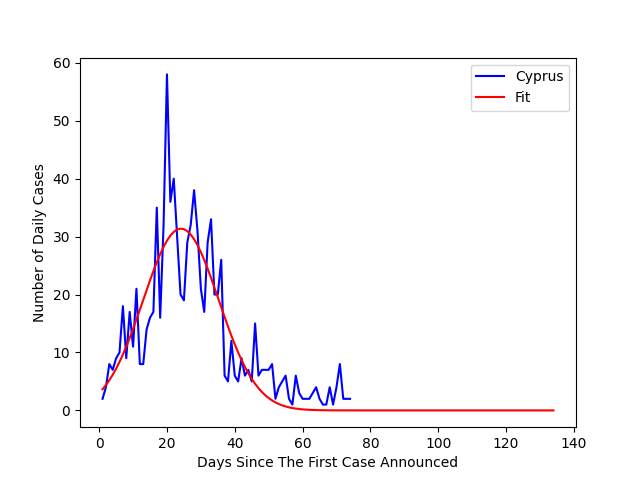 Cyprus
Fit
60
50
40
30
20
10
0
Number of Daily Cases
0 20 40 60 80 100 120 140
Days Since The First Case Announced